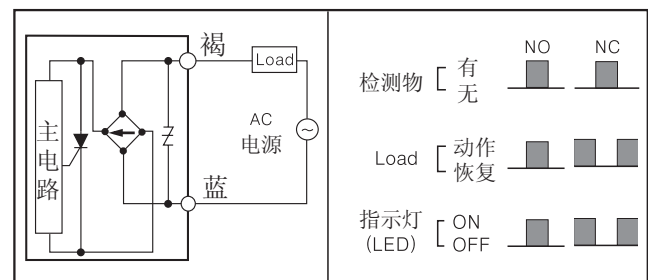 褐
Load
AC
电源
主电路
蓝
NO NC
检测物 有
无
Load 动作
恢复
指示灯 ON
(LED) OFF